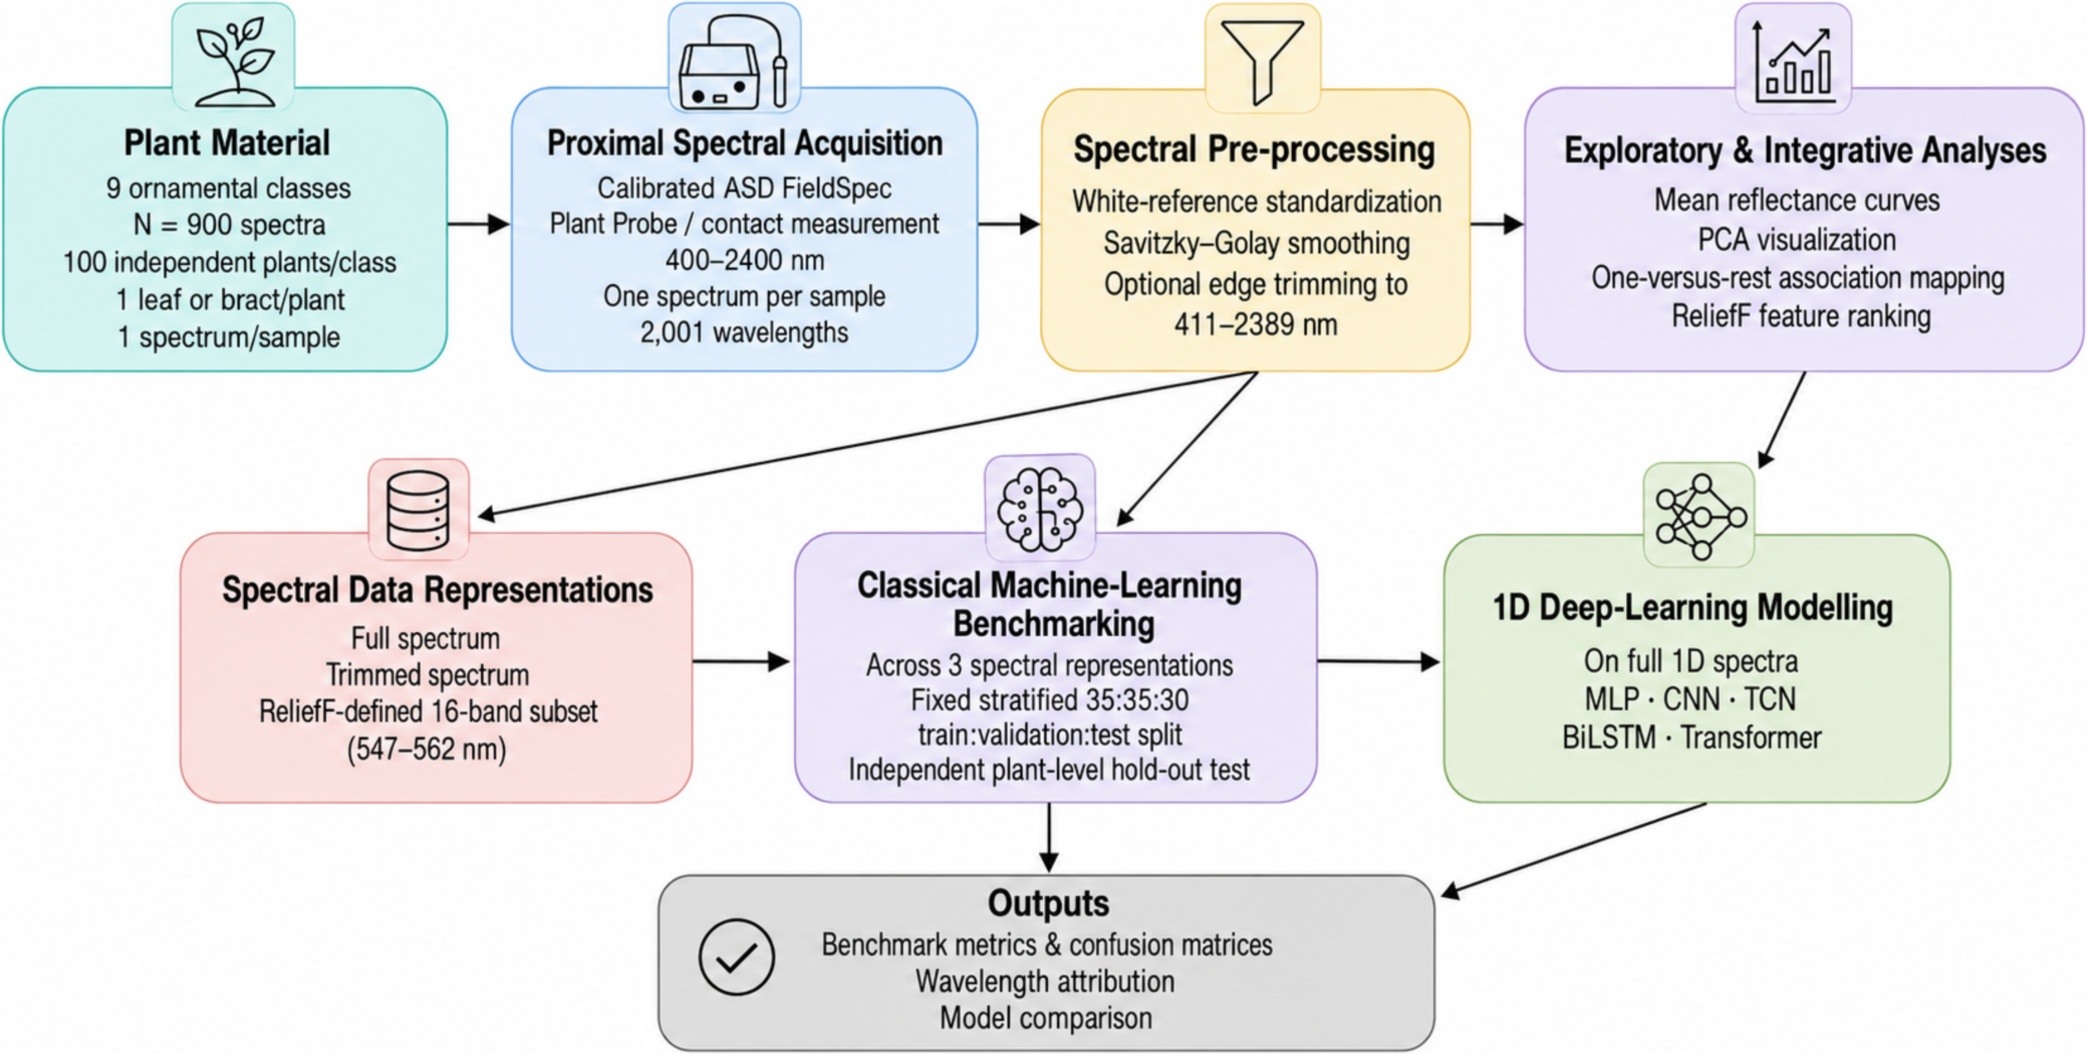 Plant Material
9 ornamental classes
N = 900 spectra
100 independent plants/class
1 leaf or bract/plant
1 spectrum/sample
Proximal Spectral Acquisition
Calibrated ASD FieldSpec
Plant Probe / contact measurement
400–2400 nm
One spectrum per sample
2,001 wavelengths
Spectral Pre-processing
White-reference standardization
Savitzky–Golay smoothing
Optional edge trimming to
411–2389 nm
Exploratory & Integrative Analyses
Mean reflectance curves
PCA visualization
One-versus-rest association mapping
ReliefF feature ranking
Spectral Data Representations
Full spectrum
Trimmed spectrum
ReliefF-defined 16-band subset
(547–562 nm)
Classical Machine-Learning
Benchmarking
Across 3 spectral representations
Fixed stratified 35:35:30
train:validation:test split
Independent plant-level hold-out test
1D Deep-Learning Modelling
On full 1D spectra
MLP · CNN · TCN
BiLSTM · Transformer
Outputs
Benchmark metrics & confusion matrices
Wavelength attribution
Model comparison